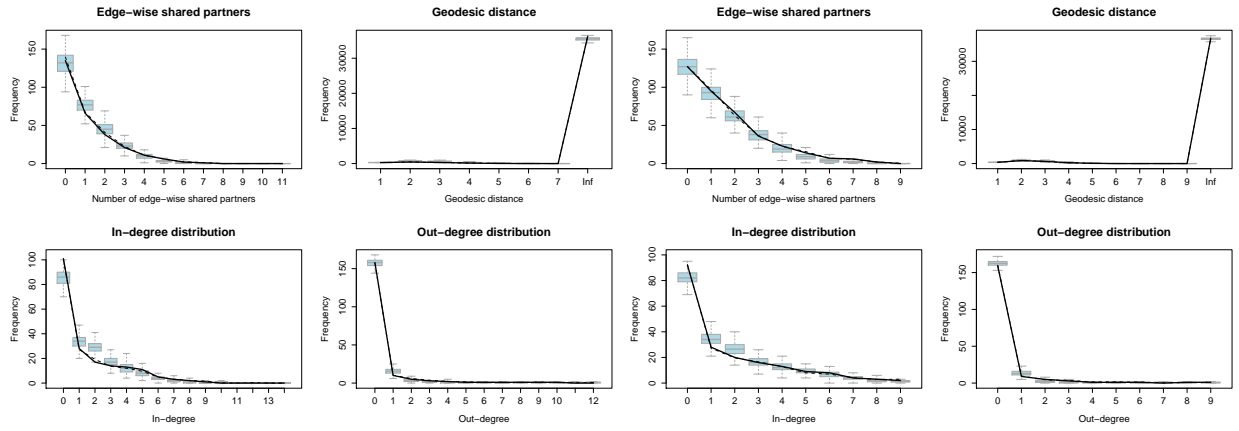 Edge−wise shared partners
Frequency
0 50 100 150
0 1 2 3 4 5 6 7 8 9 10 11
Number of edge−wise shared partners
Geodesic distance
Frequency
0 10000 30000
1 2 3 4 5 6 7 Inf
Geodesic distance
Edge−wise shared partners
Frequency
0 50 100 150
0 1 2 3 4 5 6 7 8 9
Number of edge−wise shared partners
Geodesic distance
Frequency
0 10000 30000
1 2 3 4 5 6 7 8 9 Inf
Geodesic distance
In−degree distribution
Frequency
0 20 40 60 80 100
0 1 2 3 4 5 6 7 8 9 11 13
In−degree
Out−degree distribution
Frequency
0 50 100 150
0 1 2 3 4 5 6 7 8 9 10 12
Out−degree
In−degree distribution
Frequency
0 20 40 60 80 100
0 1 2 3 4 5 6 7 8 9
In−degree
Out−degree distribution
Frequency
0 50 100 150
0 1 2 3 4 5 6 7 8 9
Out−degree